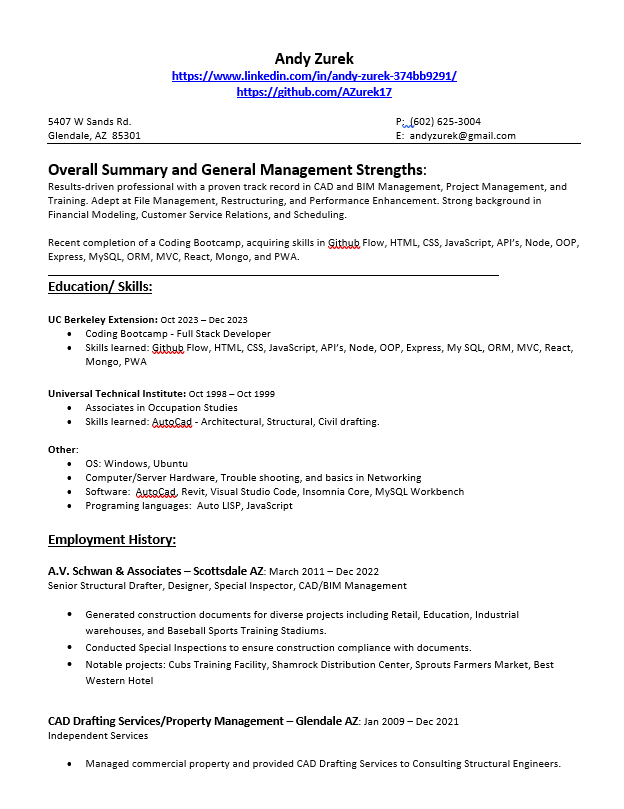 Andy Zurek
https://www.linkedin.com/in/andy-zurek-374bb9291/
https://github.com/AZurek17
5407 W Sands Rd. P: (602) 625-3004
Glendale, AZ 85301 E: andyzurek@gmail.com
Overall Summary and General Management Strengths:
Results-driven professional with a proven track record in CAD and BIM Management, Project Management, and
Training. Adept at File Management, Restructuring, and Performance Enhancement. Strong background in
Financial Modeling, Customer Service Relations, and Scheduling.
Recent completion of a Coding Bootcamp, acquiring skills in Github Flow, HTML, CSS, JavaScript, API's, Node, OOP,
Express, MySQL, ORM, MVC, React, Mongo, and PWA.
Education/ Skills:
UC Berkeley Extension: Oct 2023 – Dec 2023
• Coding Bootcamp - Full Stack Developer
• Skills learned: Github Flow, HTML, CSS, JavaScript, API's, Node, OOP, Express, My SQL, ORM, MVC, React,
Mongo, PWA
Universal Technical Institute: Oct 1998 – Oct 1999
• Associates in Occupation Studies
• Skills learned: AutoCad - Architectural, Structural, Civil drafting.
Other:
• OS: Windows, Ubuntu
• Computer/Server Hardware, Trouble shooting, and basics in Networking
• Software: AutoCad, Revit, Visual Studio Code, Insomnia Core, MySQL Workbench
• Programing languages: Auto LISP, JavaScript
Employment History:
A.V. Schwan & Associates – Scottsdale AZ: March 2011 – Dec 2022
Senior Structural Drafter, Designer, Special Inspector, CAD/BIM Management
• Generated construction documents for diverse projects including Retail, Education, Industrial
warehouses, and Baseball Sports Training Stadiums.
• Conducted Special Inspections to ensure construction compliance with documents.
• Notable projects: Cubs Training Facility, Shamrock Distribution Center, Sprouts Farmers Market, Best
Western Hotel
CAD Drafting Services/Property Management – Glendale AZ: Jan 2009 – Dec 2021
Independent Services
• Managed commercial property and provided CAD Drafting Services to Consulting Structural Engineers.